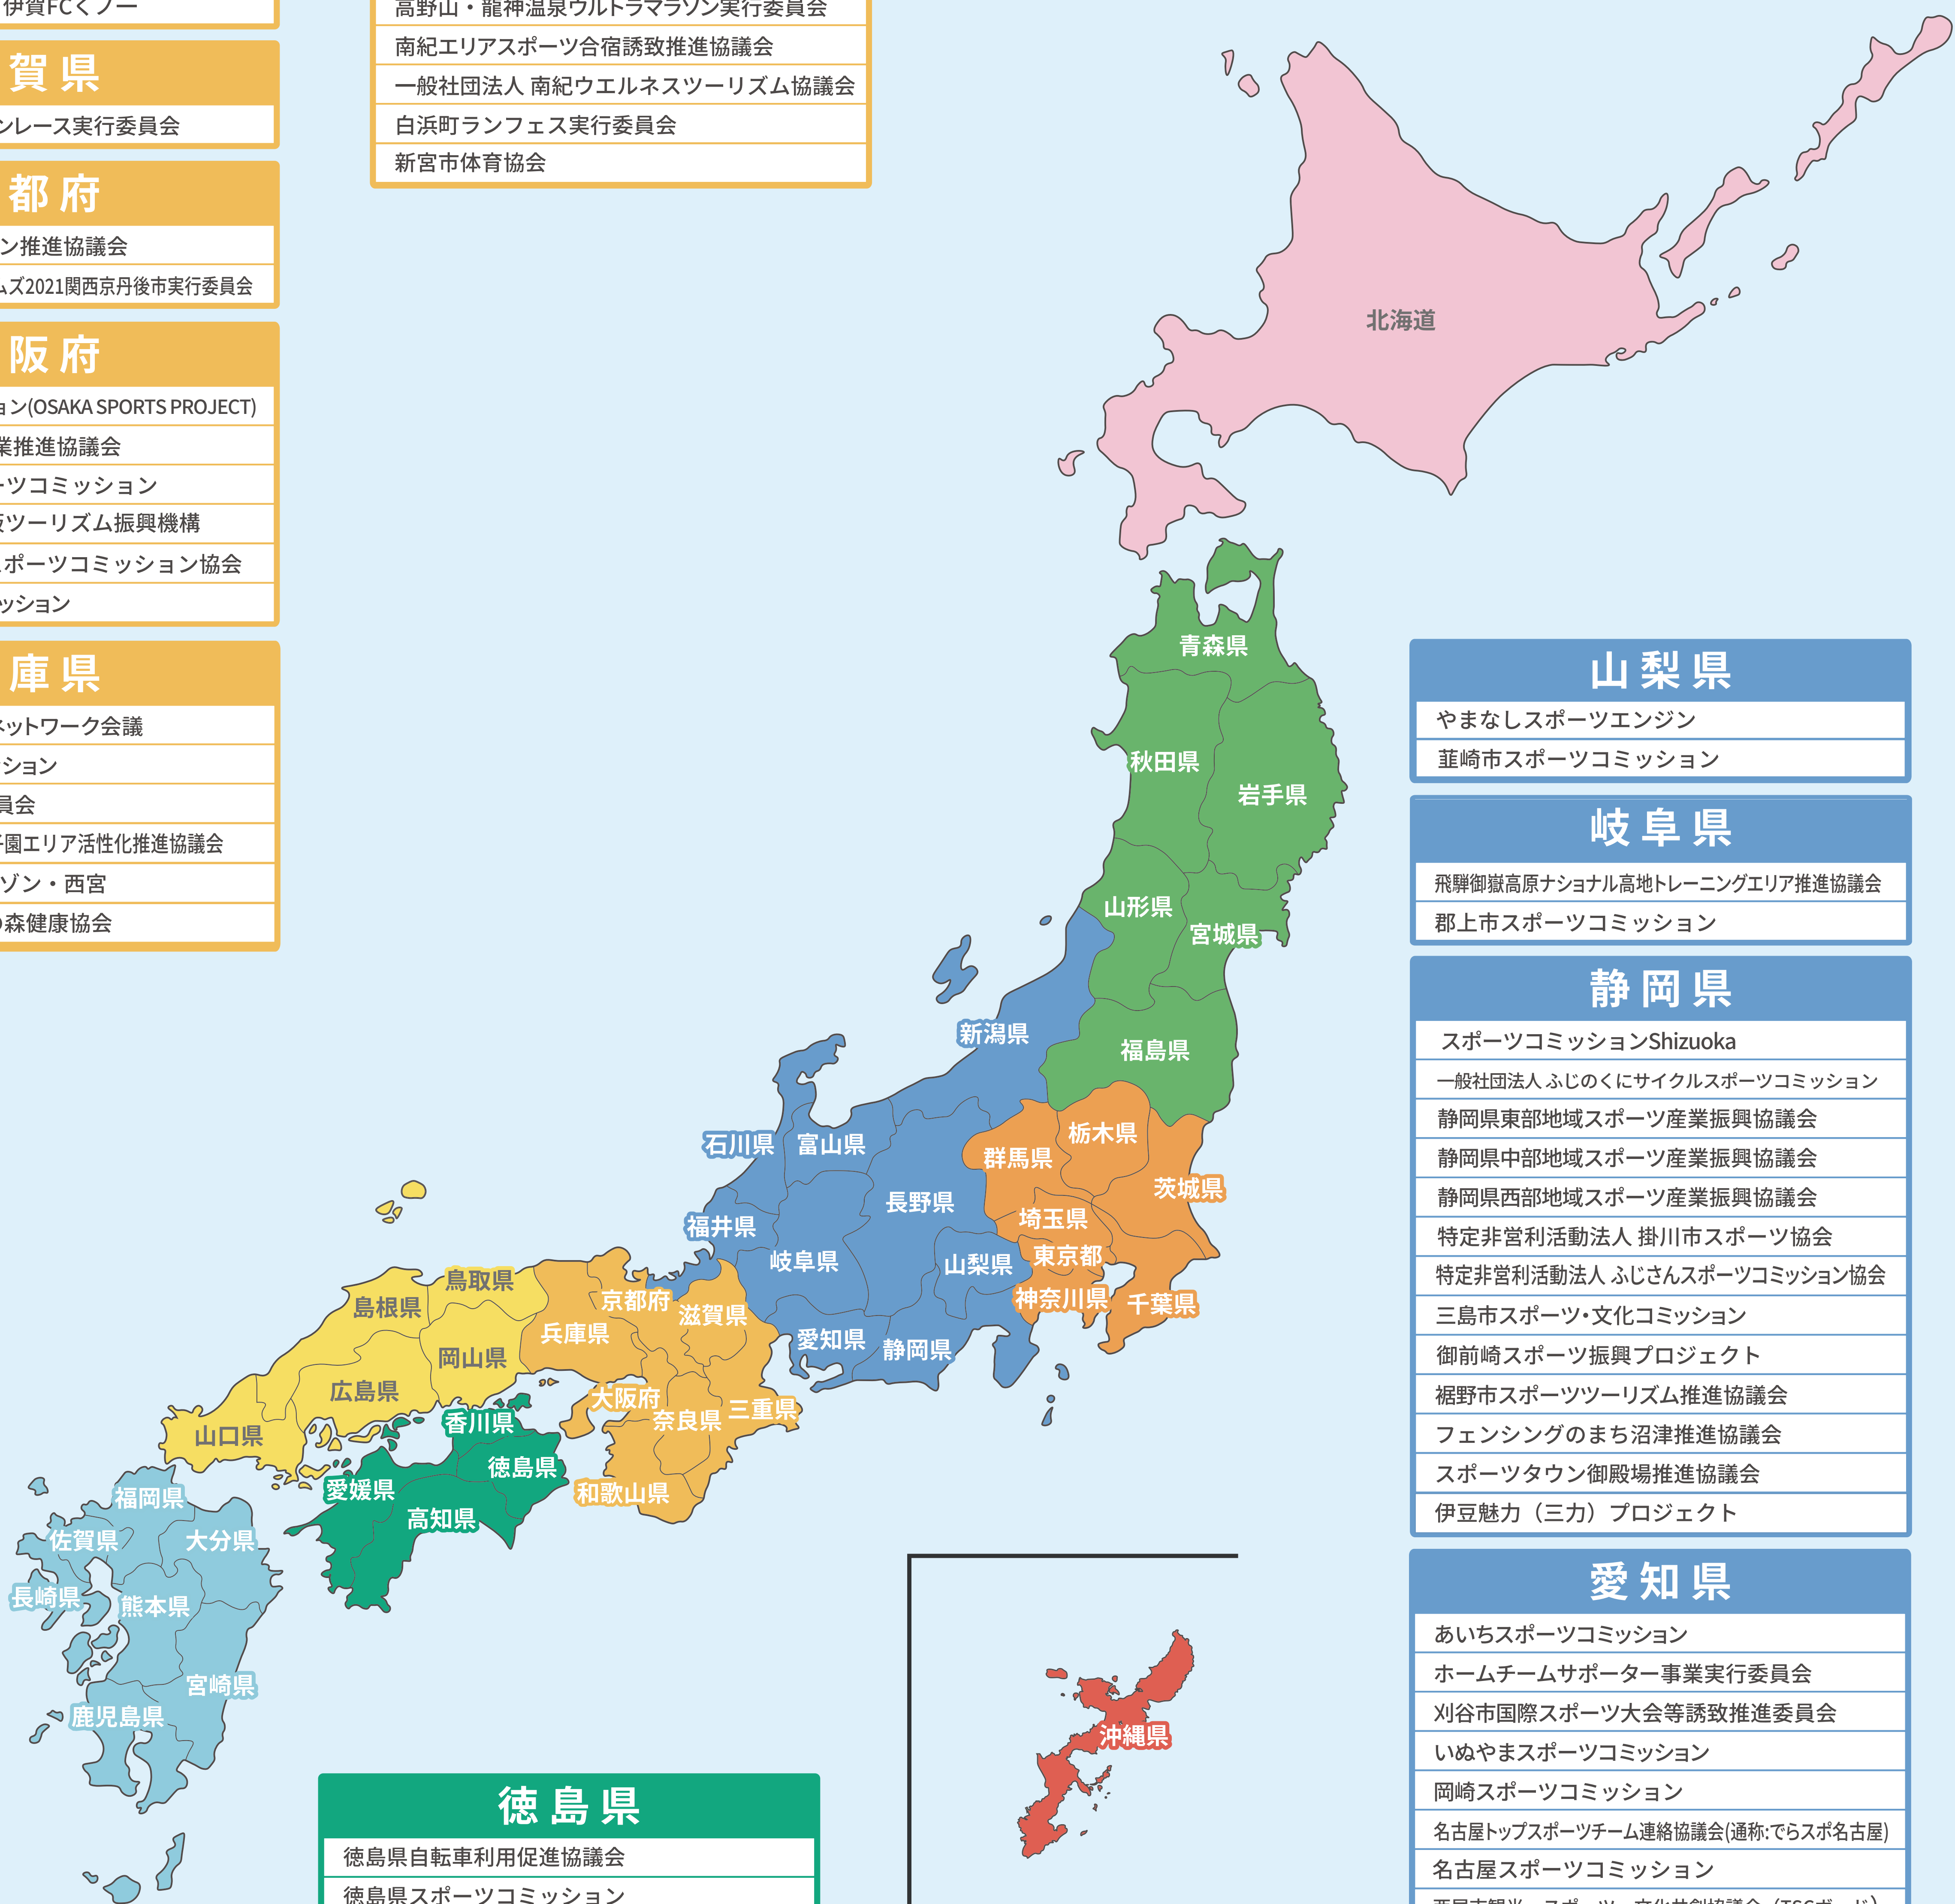 伊賀FCくノ一
賀県
ンレース実行委員会
都府
ン推進協議会
ムズ2021関西京丹後市実行委員会
阪府
ョン(OSAKA SPORTS PROJECT)
業推進協議会
ーツコミッション
ツーリズム振興機構
スポーツコミッション協会
ッション
庫県
ネットワーク会議
ション
員会
子園エリア活性化推進協議会
ゾン・西宮
の森健康協会
高野山・龍神温泉ウルトラマラソン実行委員会
南紀エリアスポーツ合宿誘致推進協議会
一般社団法人 南紀ウエルネスツーリズム協議会
白浜町ランフェス実行委員会
新宮市体育協会
北海道
青森県
秋田県
岩手県
山形県
宮城県
新潟県
福島県
石川県
富山県
栃木県
群馬県
茨城県
長野県
福井県
埼玉県
岐阜県
山梨県
東京都
神奈川県
千葉県
鳥取県
島根県
京都府
滋賀県
兵庫県
愛知県
静岡県
岡山県
広島県
大阪府
奈良県
三重県
山口県
香川県
徳島県
愛媛県
高知県
和歌山県
福岡県
佐賀県
大分県
長崎県
熊本県
宮崎県
鹿児島県
沖縄県
山梨県
やまなしスポーツエンジン
韮崎市スポーツコミッション
岐阜県
飛騨御嶽高原ナショナル高地トレーニングエリア推進協議会
郡上市スポーツコミッション
静岡県
スポーツコミッションShizuoka
一般社団法人 ふじのくにサイクルスポーツコミッション
静岡県東部地域スポーツ産業振興協議会
静岡県中部地域スポーツ産業振興協議会
静岡県西部地域スポーツ産業振興協議会
特定非営利活動法人 掛川市スポーツ協会
特定非営利活動法人 ふじさんスポーツコミッション協会
三島市スポーツ・文化コミッション
御前崎スポーツ振興プロジェクト
裾野市スポーツツーリズム推進協議会
フェンシングのまち沼津推進協議会
スポーツタウン御殿場推進協議会
伊豆魅力（三力）プロジェクト
愛知県
あいちスポーツコミッション
ホームチームサポーター事業実行委員会
刈谷市国際スポーツ大会等誘致推進委員会
いぬやまスポーツコミッション
岡崎スポーツコミッション
名古屋トップスポーツチーム連絡協議会(通称:でらスポ名古屋)
名古屋スポーツコミッション
徳島県
徳島県自転車利用促進協議会
徳島県スポーツコミッション